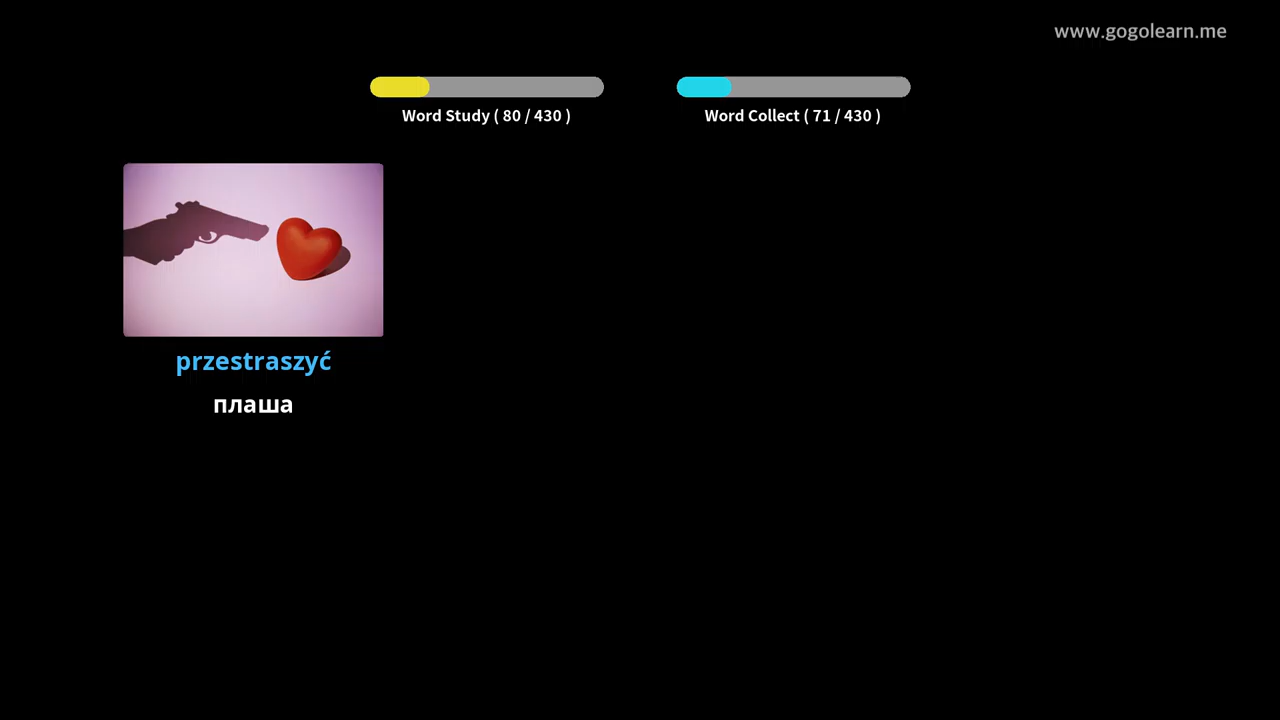 www.gogolearn.me
Word Study ( 80 / 430 )
Word Collect ( 71 / 430 )
przestraszyć
плаша